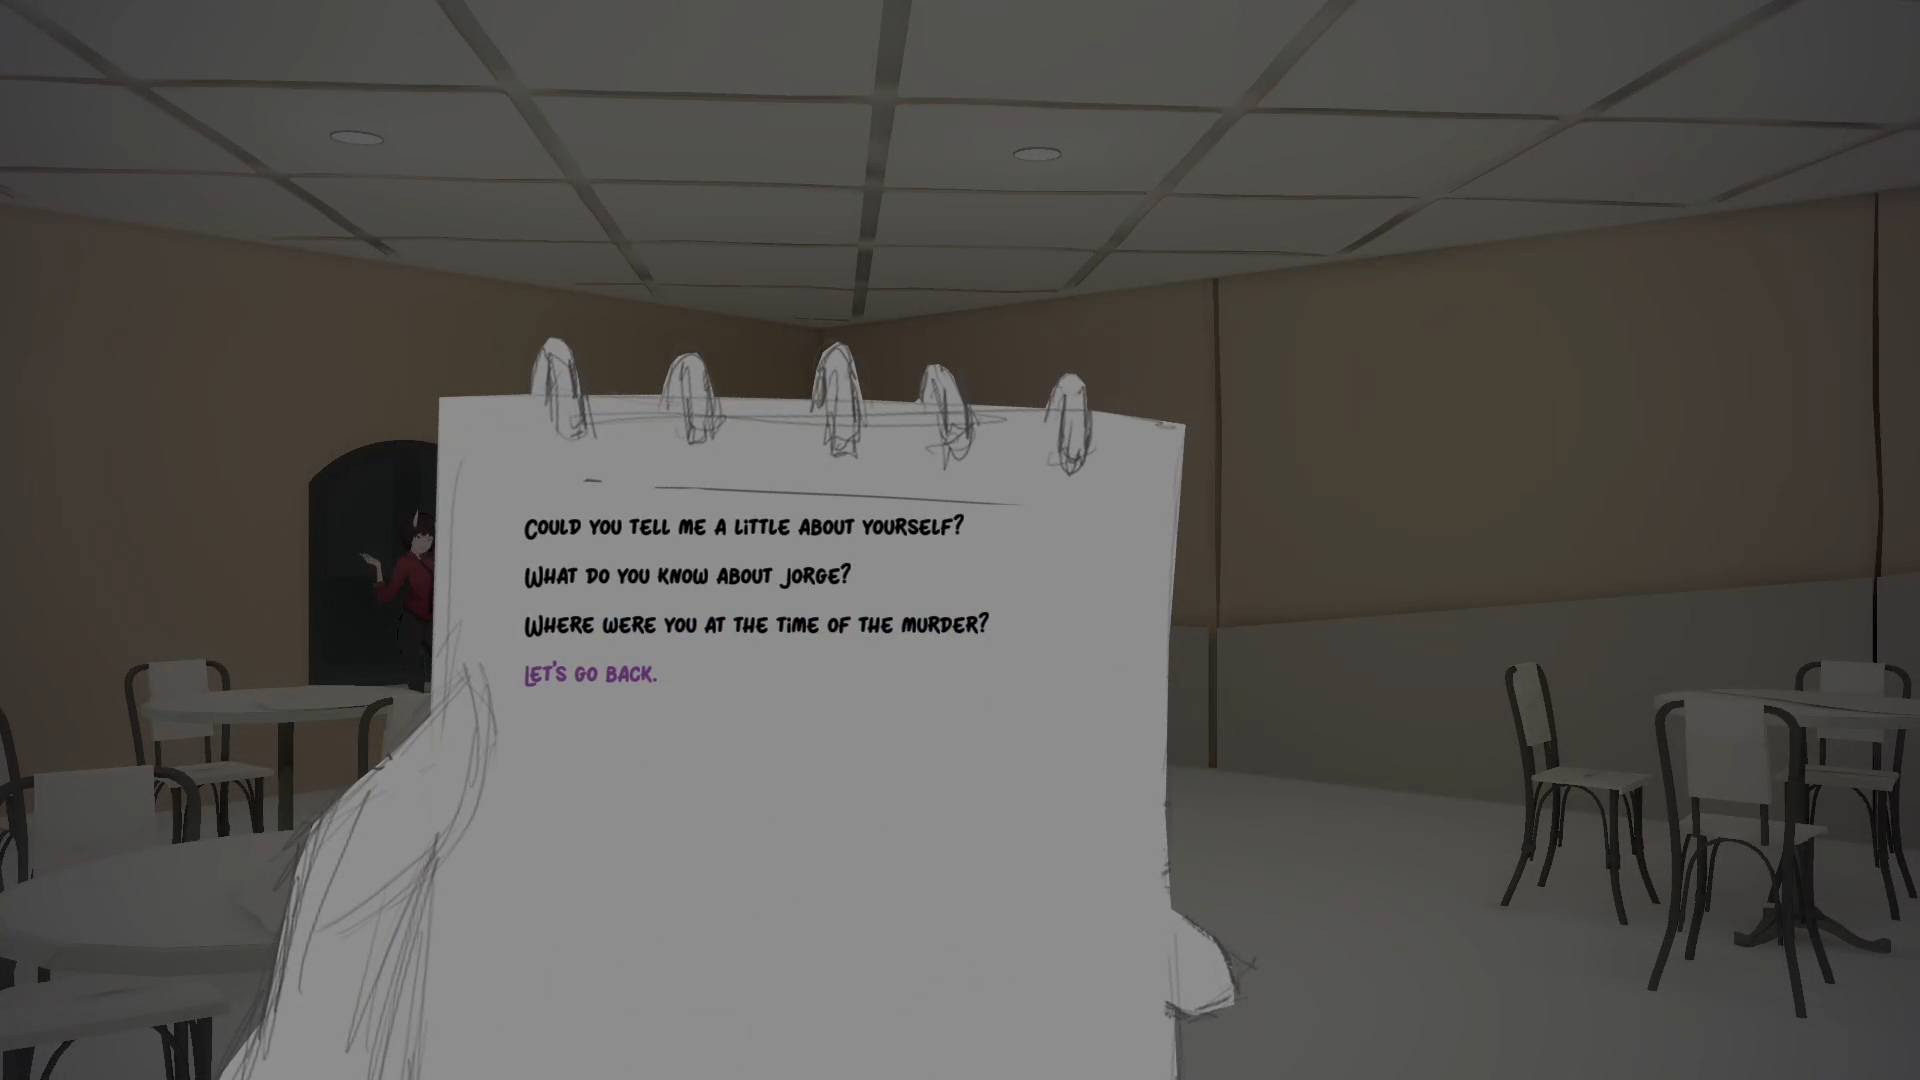 Could you tell me a little about yourself?
What do you know about Jorge?
Where were you at the time of the murder?
Let's go back.